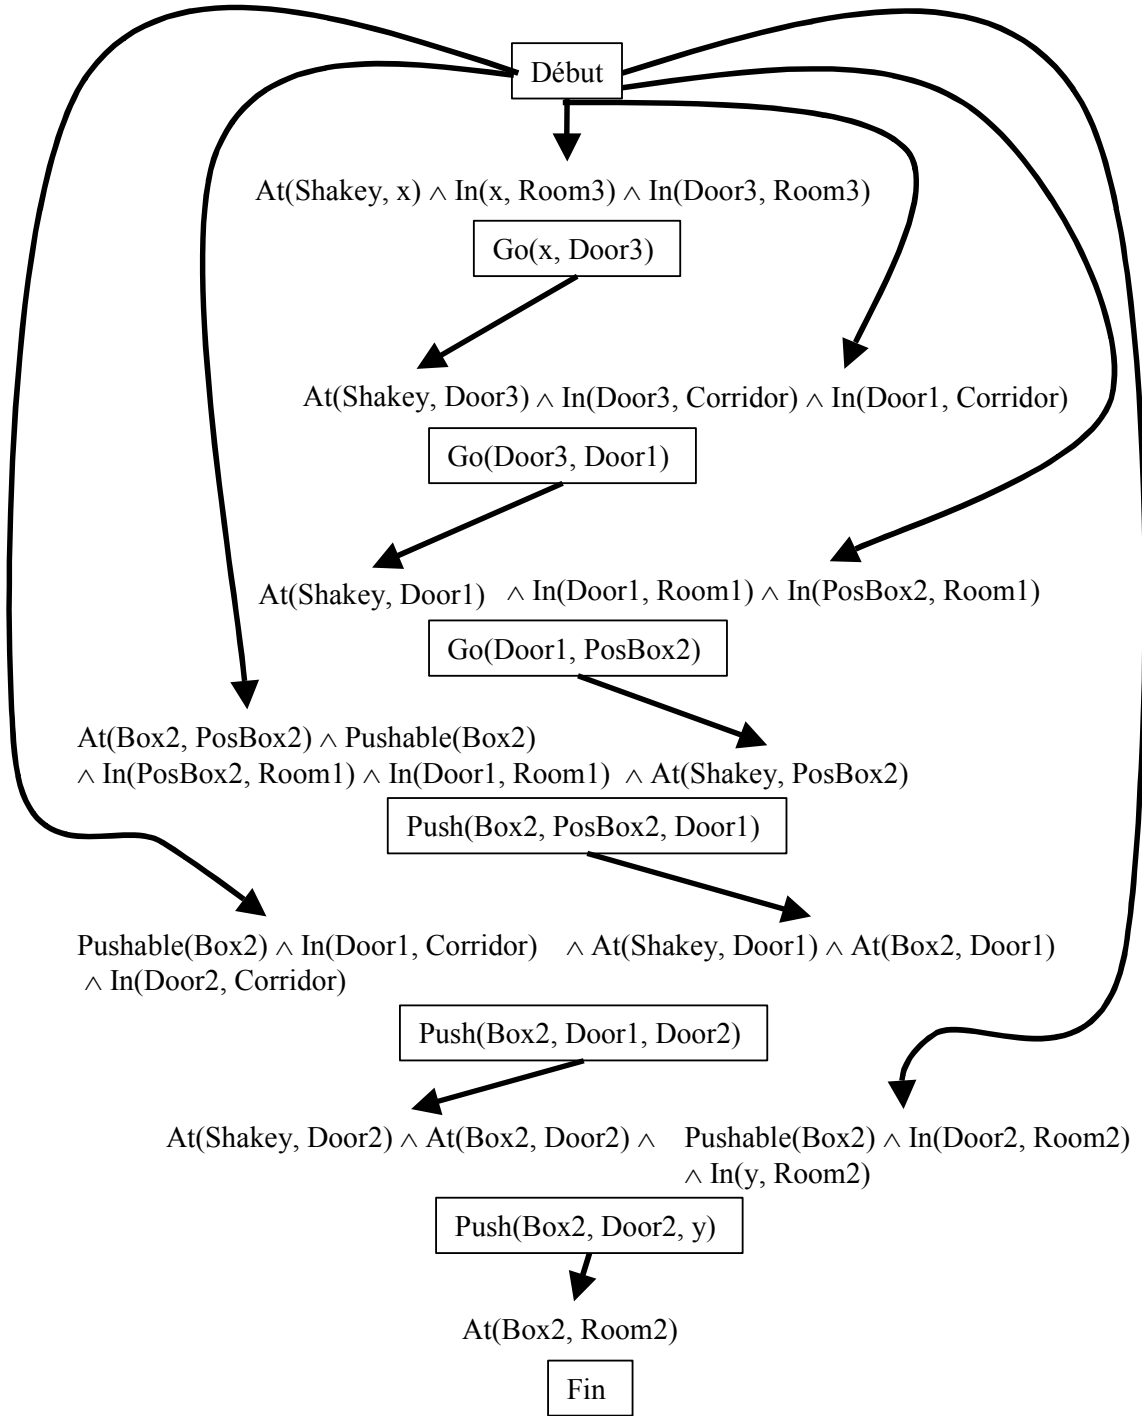 Début
At(Shakey, x) ∧ In(x, Room3) ∧ In(Door3, Room3)
Go(x, Door3)
At(Shakey, Door3) ∧ In(Door3, Corridor) ∧ In(Door1, Corridor)
Go(Door3, Door1)
At(Shakey, Door1) ∧ In(Door1, Room1) ∧ In(PosBox2, Room1)
Go(Door1, PosBox2)
At(Box2, PosBox2) ∧ Pushable(Box2)
∧ In(PosBox2, Room1) ∧ In(Door1, Room1) ∧ At(Shakey, PosBox2)
Push(Box2, PosBox2, Door1)
Pushable(Box2) ∧ In(Door1, Corridor) ∧ At(Shakey, Door1) ∧ At(Box2, Door1)
∧ In(Door2, Corridor)
Push(Box2, Door1, Door2)
At(Shakey, Door2) ∧ At(Box2, Door2) ∧ Pushable(Box2) ∧ In(Door2, Room2)
∧ In(y, Room2)
Push(Box2, Door2, y)
At(Box2, Room2)
Fin